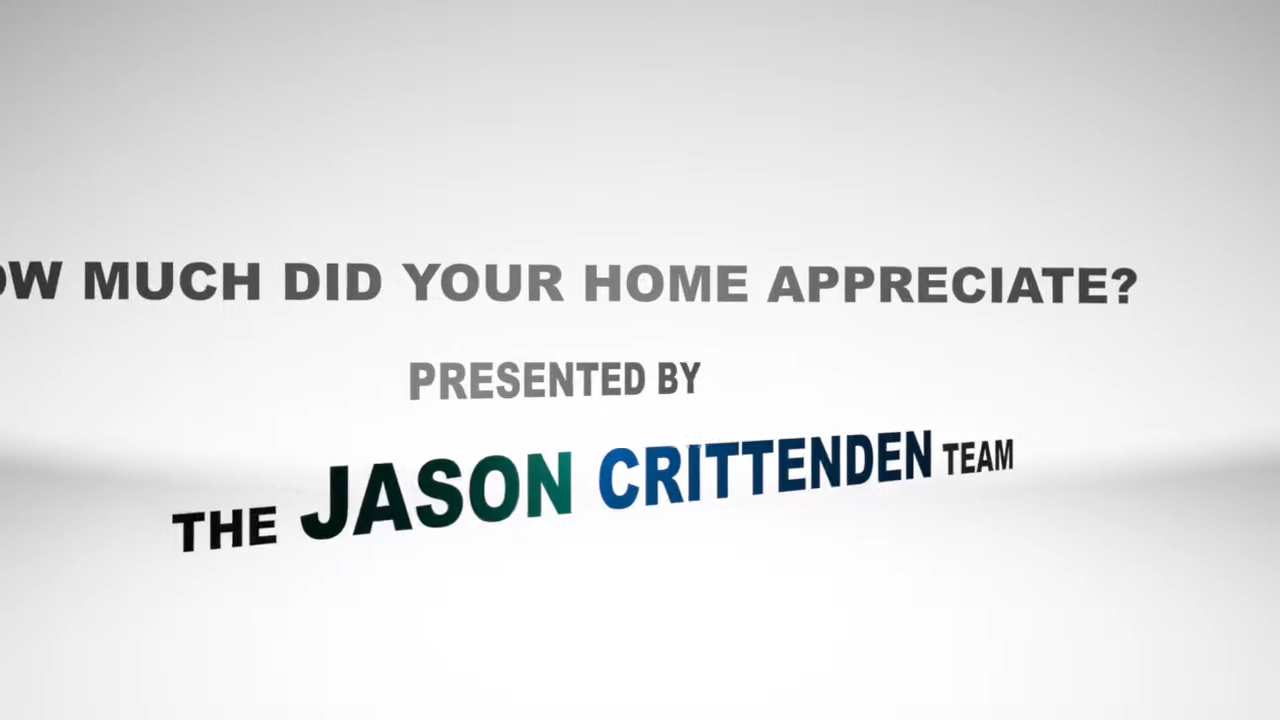 OW MUCH DID YOUR HOME APPRECIATE?
PRESENTED BY
THE JASON CRITTENDEN TEAM